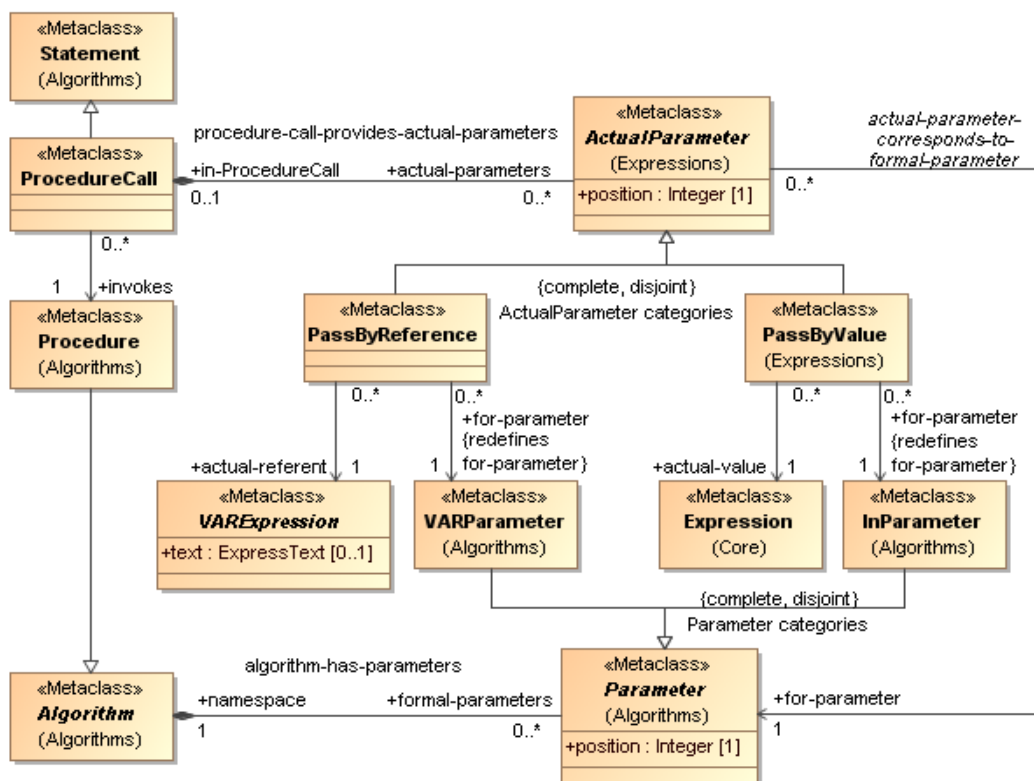 «Metaclass»
Statement
(Algorithms)
«Metaclass»
ProcedureCall
procedure-call-provides-actual-parameters
+in-ProcedureCall
+actual-parameters
0..1
0..*
«Metaclass»
ActualParameter
(Expressions)
+position : Integer [1]
actual-parameter-
corresponds-to-
formal-parameter
0..*
0..*
1
+invokes
«Metaclass»
Procedure
(Algorithms)
{complete, disjoint}
ActualParameter categories
«Metaclass»
PassByReference
«Metaclass»
PassByValue
(Expressions)
0..*
0..*
+for-parameter
{redefines
for-parameter}
+actual-referent
1
1
0..*
0..*
+for-parameter
{redefines
for-parameter}
+actual-value
1
1
«Metaclass»
VARExpression
+text : ExpressText [0..1]
«Metaclass»
VARParameter
(Algorithms)
«Metaclass»
Expression
(Core)
«Metaclass»
InParameter
(Algorithms)
{complete, disjoint}
Parameter categories
«Metaclass»
Algorithm
(Algorithms)
algorithm-has-parameters
+namespace
+formal-parameters
1
0..*
«Metaclass»
Parameter
(Algorithms)
+position : Integer [1]
+for-parameter
1